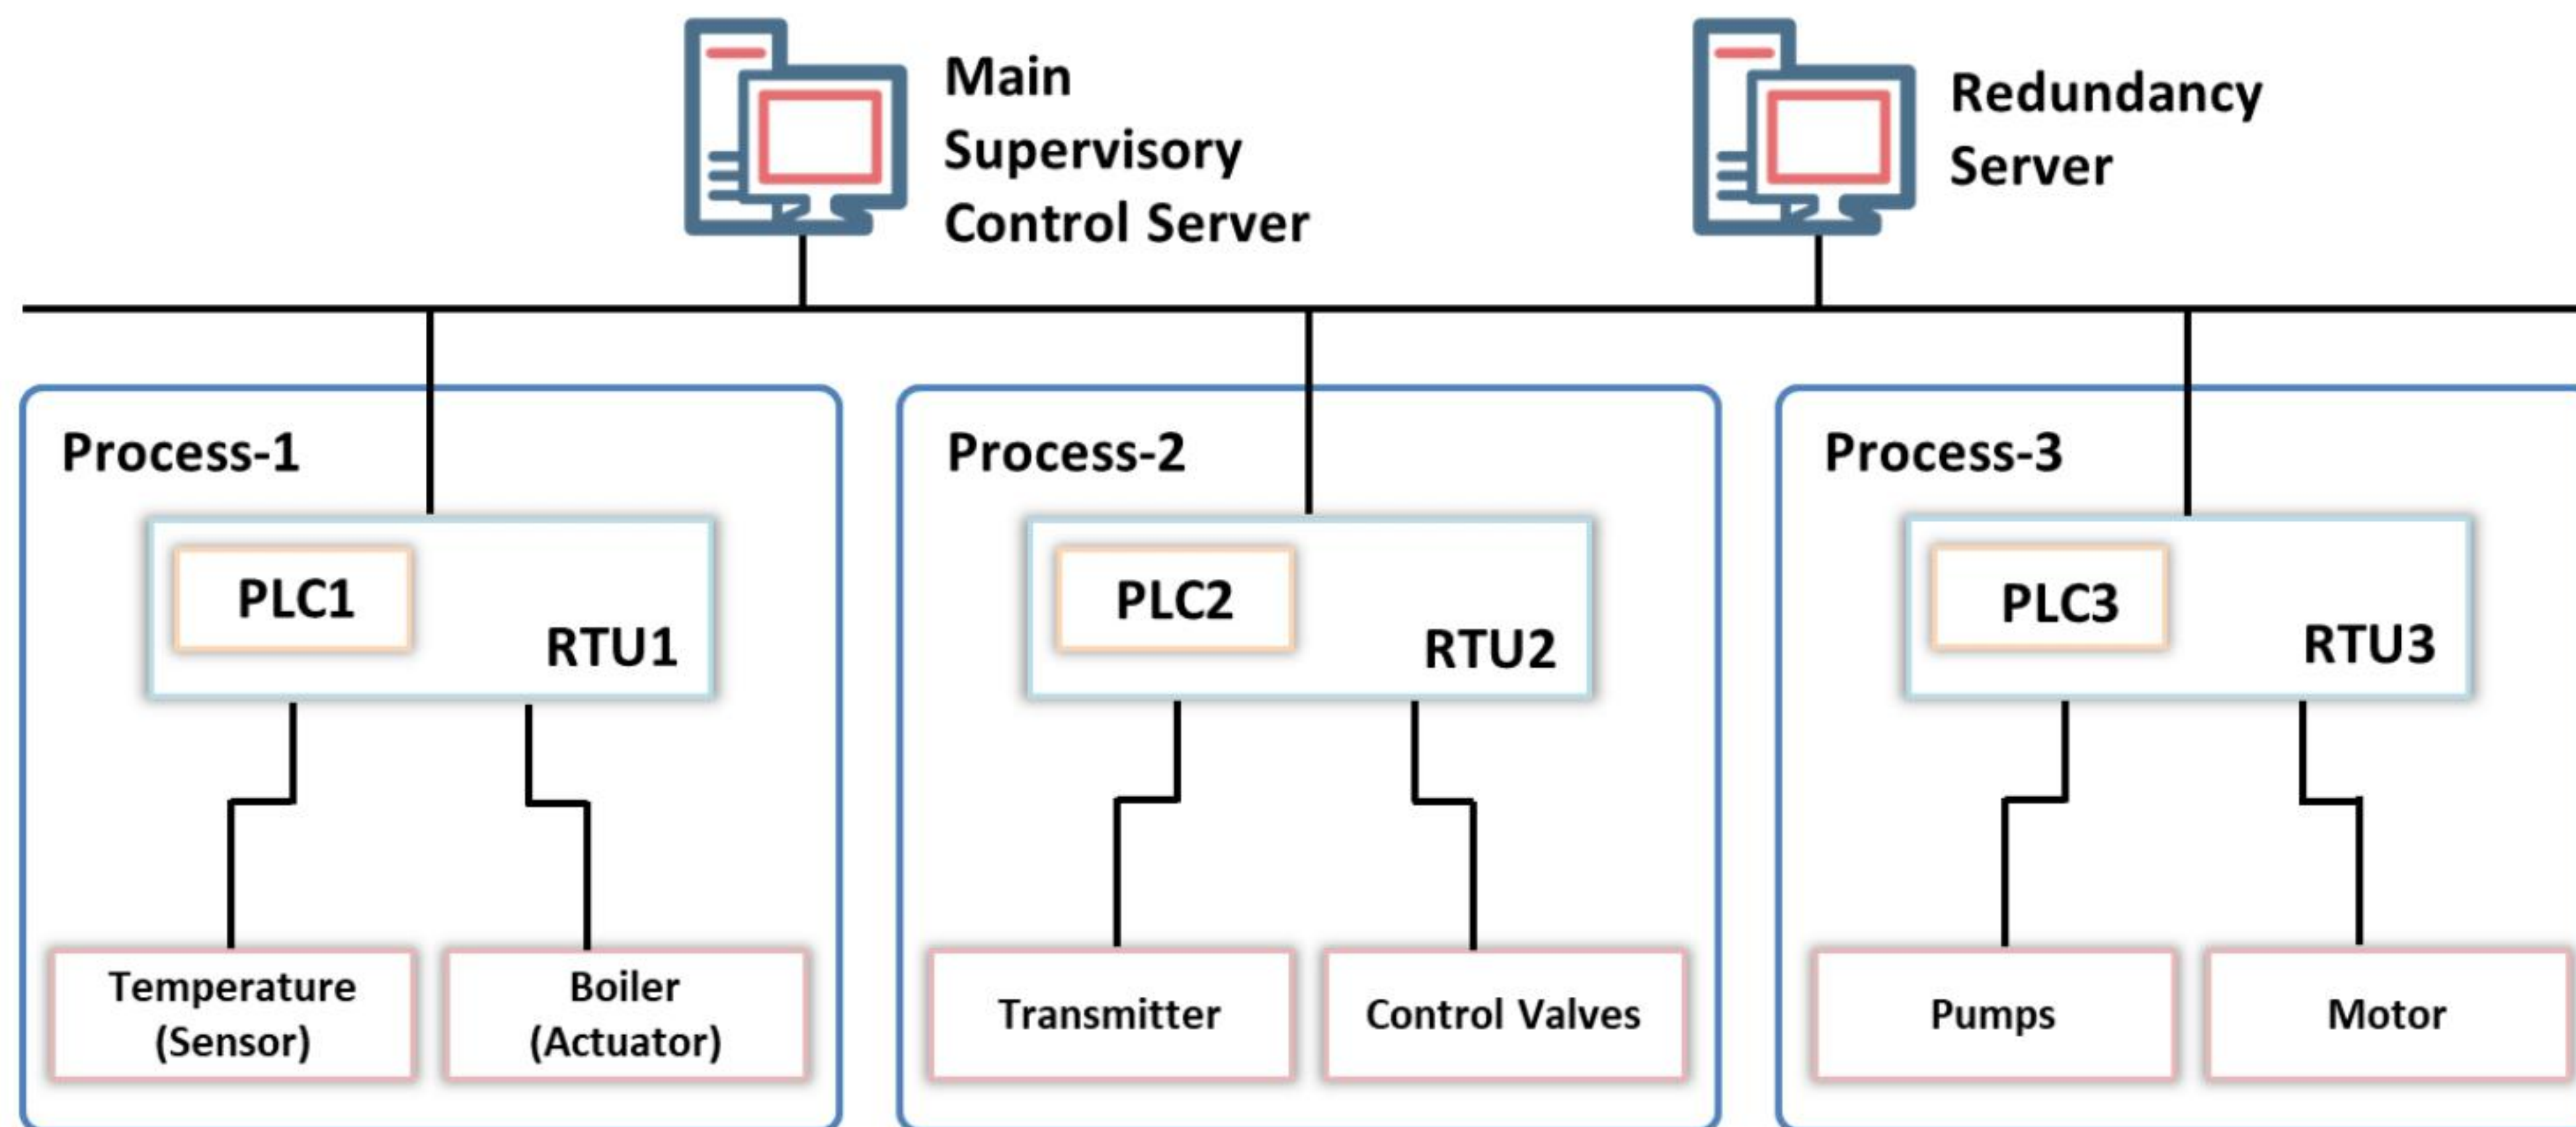 Main
Supervisory
Control Server
Redundancy
Server
Process-1
PLC1
RTU1
Temperature
(Sensor)
Boiler
(Actuator)
Process-2
PLC2
RTU2
Transmitter
Control Valves
Process-3
PLC3
RTU3
Pumps
Motor